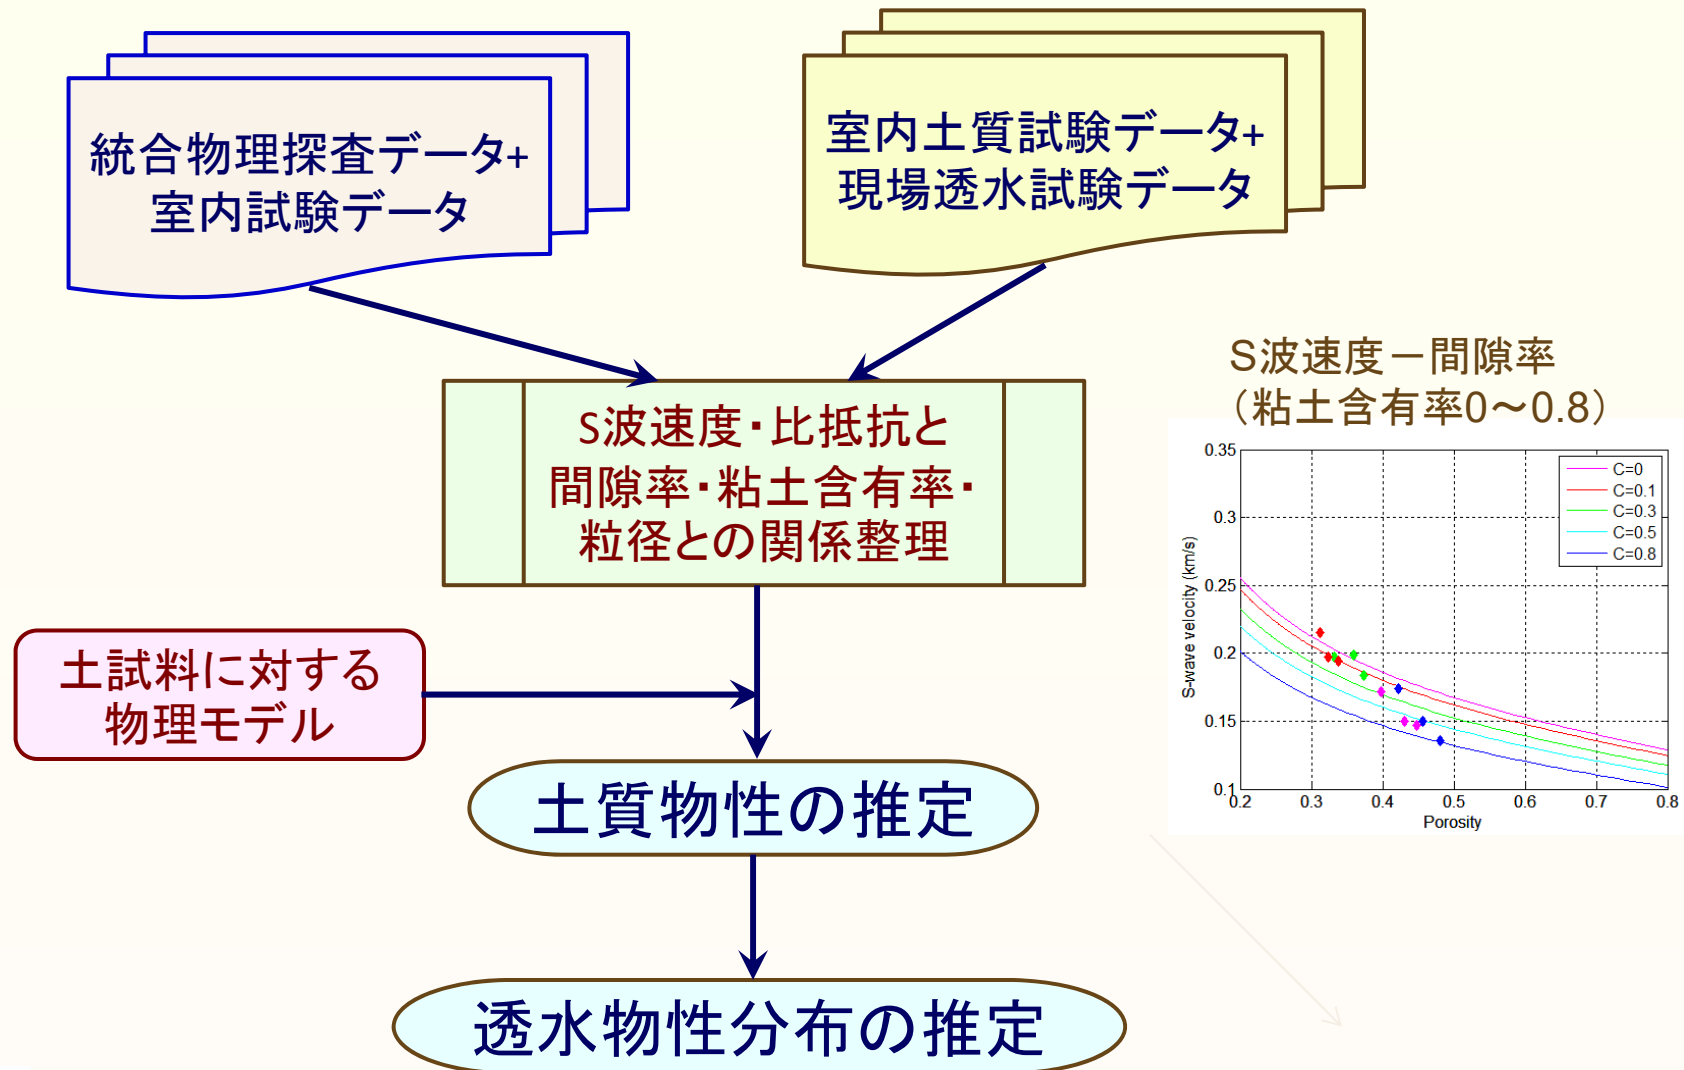 統合物理探査データ+
室内試験データ
室内土質試験データ+
現場透水試験データ
S波速度・比抵抗と
間隙率・粘土含有率・
粒径との関係整理
土試料に対する
物理モデル
土質物性の推定
透水物性分布の推定
S波速度－間隙率
（粘土含有率0～0.8）
0.35
0.3
0.25
0.2
0.15
0.1
S-wave velocity (km/s)
C=0
C=0.1
C=0.3
C=0.5
C=0.8
0.2 0.3 0.4 0.5 0.6 0.7 0.8
Porosity